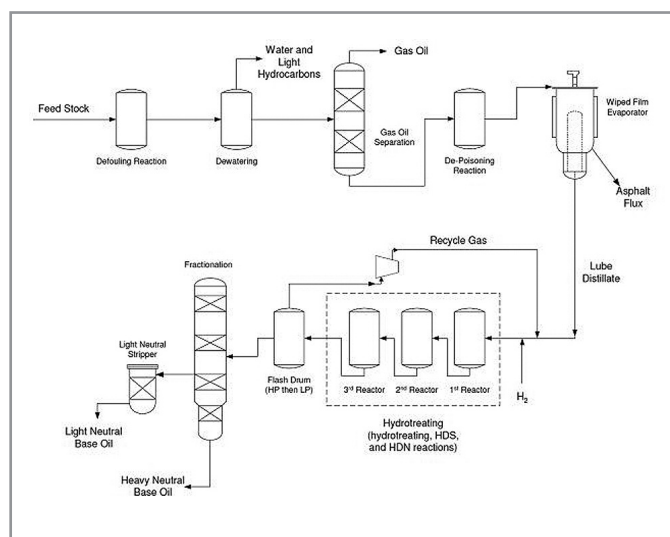 Water and
Light
Hydrocarbons
Gas Oil
Feed Stock
Defouling Reaction
Dewatering
Gas Oil
Separation
De-Poisoning
Reaction
Wiped Film
Evaporator
Asphalt
Flux
Recycle Gas
Lube
Distillate
Fractionation
Light Neutral
Stripper
Flash Drum
(HP then LP)
3rd Reactor
2nd Reactor
1st Reactor
H2
Hydrotreating
(hydrotreating, HDS,
and HDN reactions)
Light Neutral
Base Oil
Heavy Neutral
Base Oil